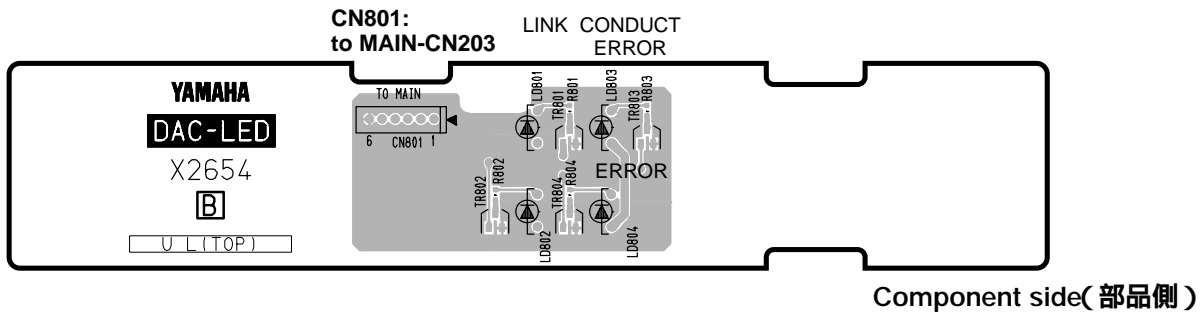 CN801:
to MAIN-CN203
LINK CONDUCT
ERROR
YAMAHA
DAC-LED
X2654
B
U L(TOP)
TO MAIN
6 CN801 1
LD801
TR801
R801
LD803
TR803
R803
ERROR
TR802
R802
LD802
TR804
R804
LD804
Component side(部品側)